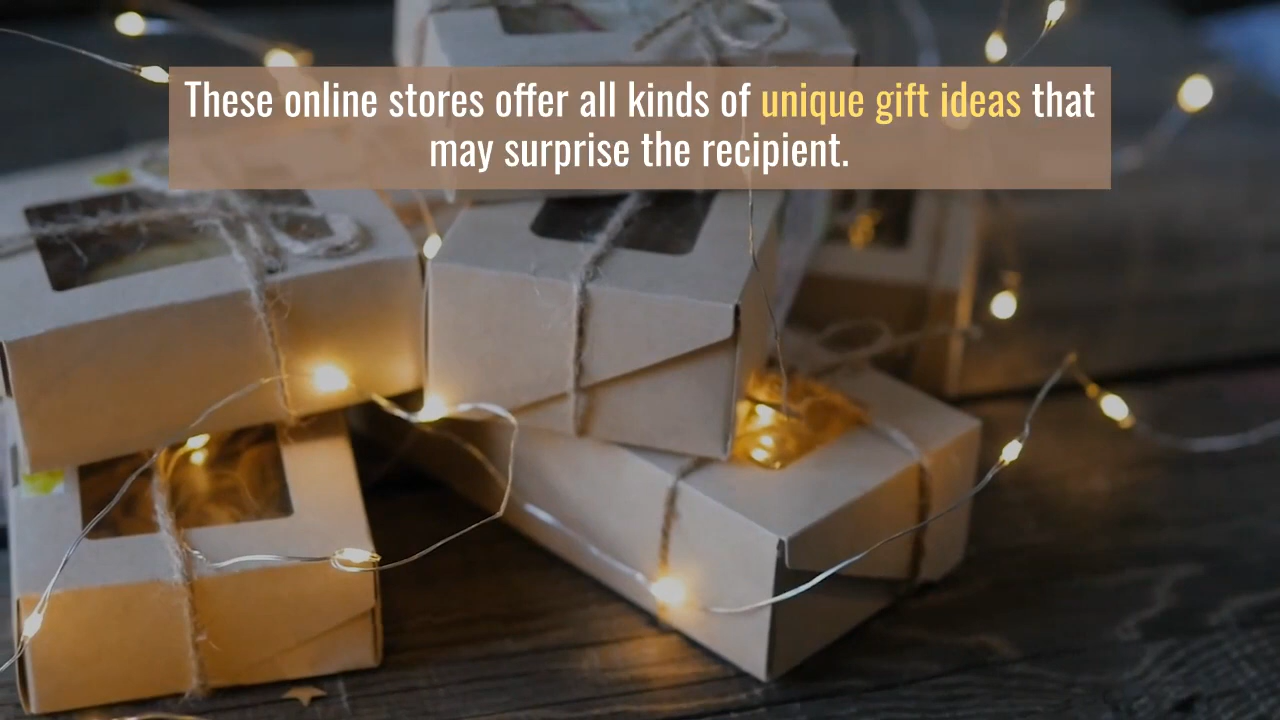 These online stores offer all kinds of unique gift ideas that
may surprise the recipient.